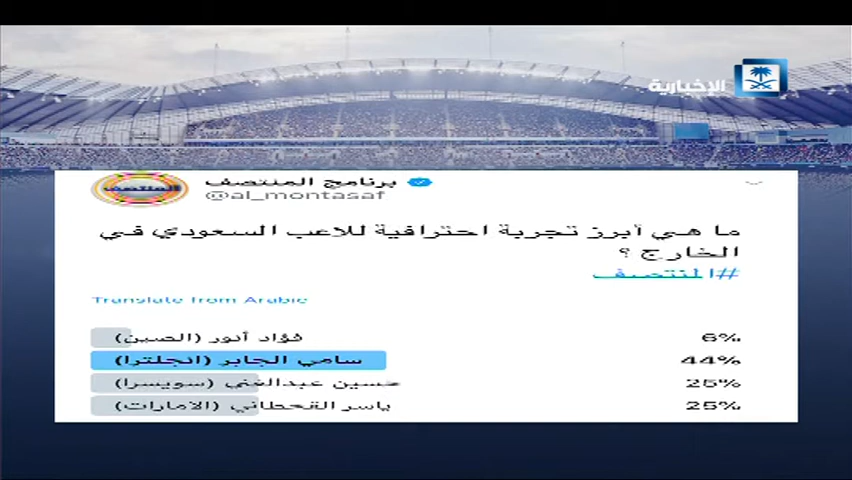 الإخبارية
المنتصف
برنامج المنتصف
@al_montasaf
ما هي أبرز تجربة احترافية للاعب السعودي في
الخارج ؟
#المنتصف
Translate from Arabic
فؤاد أنور (الصين) 6%
سامي الجابر (انجلترا) 44%
حسين عبدالغني (سويسرا) 25%
ياسر القحطاني (الامارات) 25%